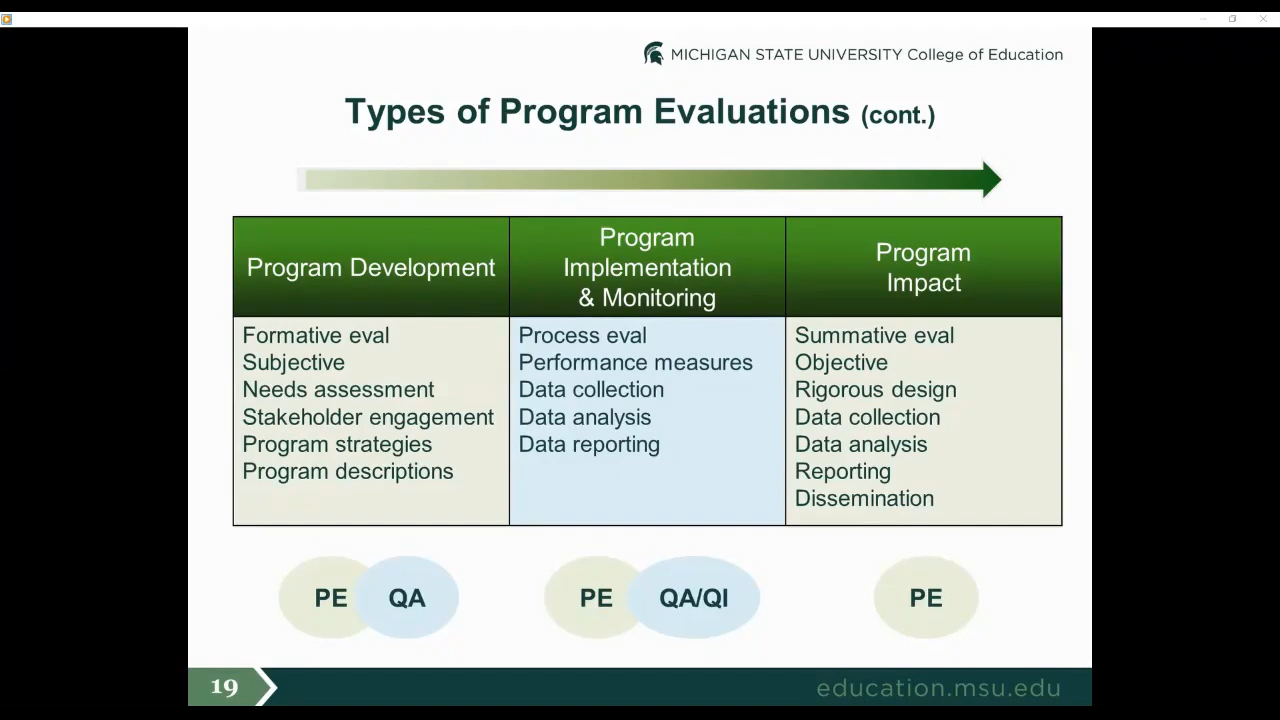 MICHIGAN STATE UNIVERSITY College of Education
Types of Program Evaluations (cont.)
Program Development
Program
Implementation
& Monitoring
Program
Impact
Formative eval
Subjective
Needs assessment
Stakeholder engagement
Program strategies
Program descriptions
Process eval
Performance measures
Data collection
Data analysis
Data reporting
Summative eval
Objective
Rigorous design
Data collection
Data analysis
Reporting
Dissemination
PE
QA
PE
QA/QI
PE
19
education.msu.edu